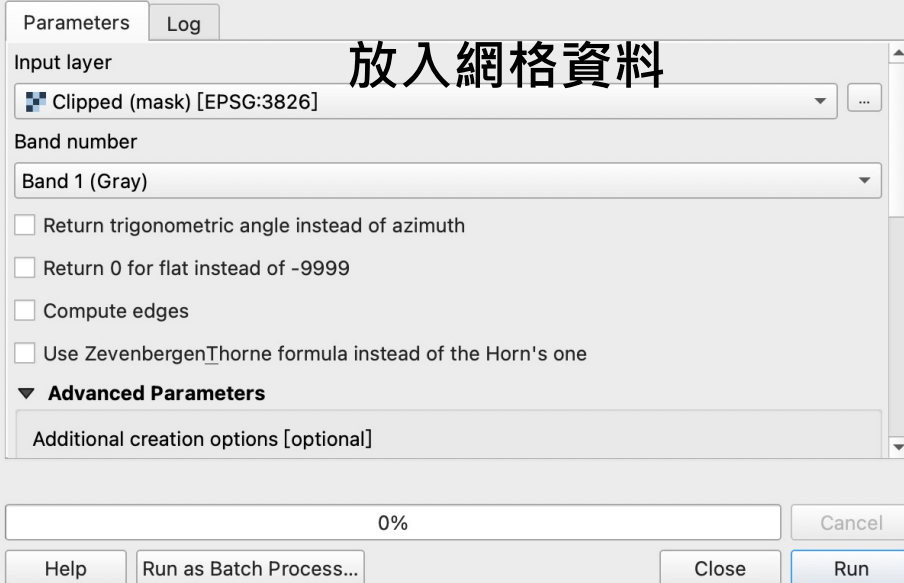 Parameters
Log
放入網格資料
Input layer
Clipped (mask) [EPSG:3826]
...
Band number
Band 1 (Gray)
Return trigonometric angle instead of azimuth
Return 0 for flat instead of -9999
Compute edges
Use ZevenbergenThorne formula instead of the Horn's one
Advanced Parameters
Additional creation options [optional]
0%
Cancel
Help
Run as Batch Process...
Close
Run